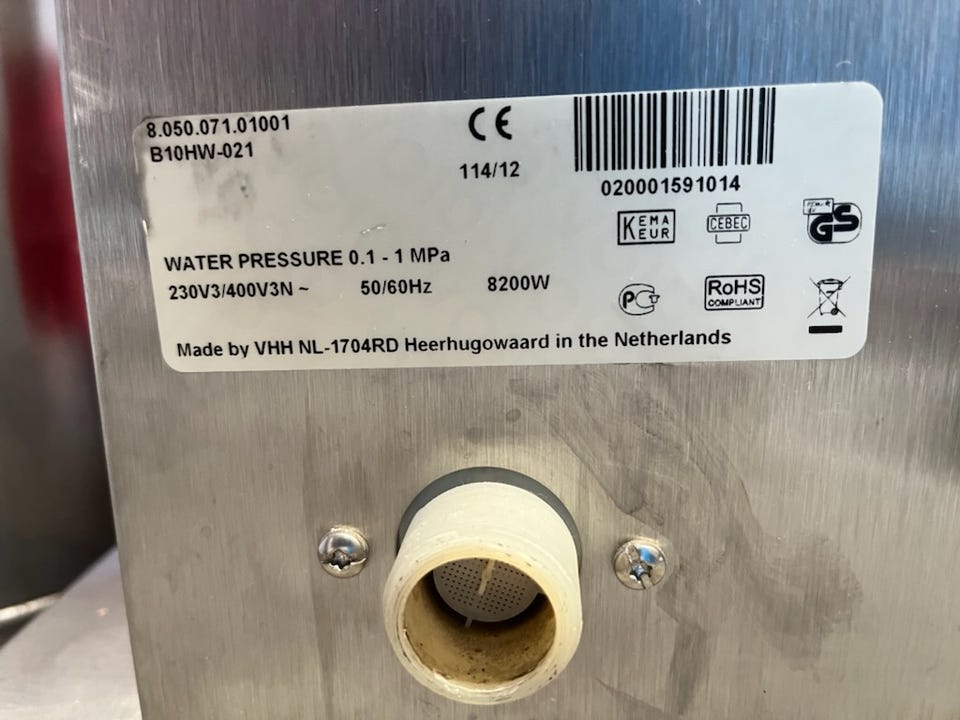 8.050.071.01001
B10HW-021
CE
114/12
020001591014
KEMA
KEUR
CEBEC
GS
WATER PRESSURE 0.1 - 1 MPa
230V3/400V3N ~ 50/60Hz 8200W
PCT
RoHS
COMPLIANT
Made by VHH NL-1704RD Heerhugowaard in the Netherlands